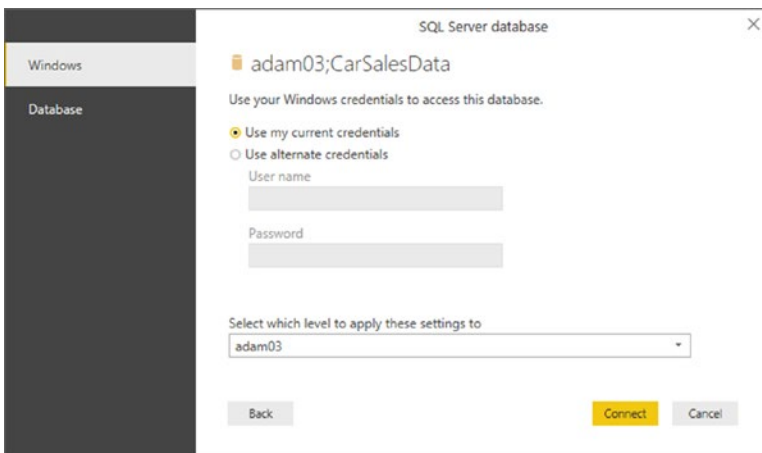 SQL Server database
Windows
Database
adam03;CarSalesData
Use your Windows credentials to access this database.
Use my current credentials
Use alternate credentials
User name
Password
Select which level to apply these settings to
adam03
Back
Connect
Cancel